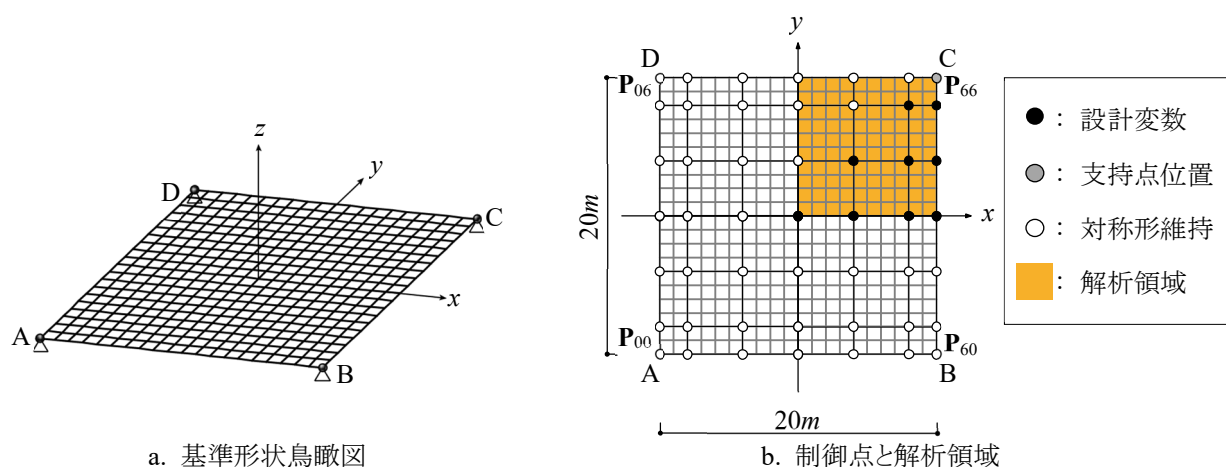 z
y
D
C
x
A
B
a. 基準形状鳥瞰図
y
D
C
P06
P66
20m
x
P00
P60
A
B
20m
b. 制御点と解析領域
： 設計変数
： 支持点位置
： 対称形維持
： 解析領域